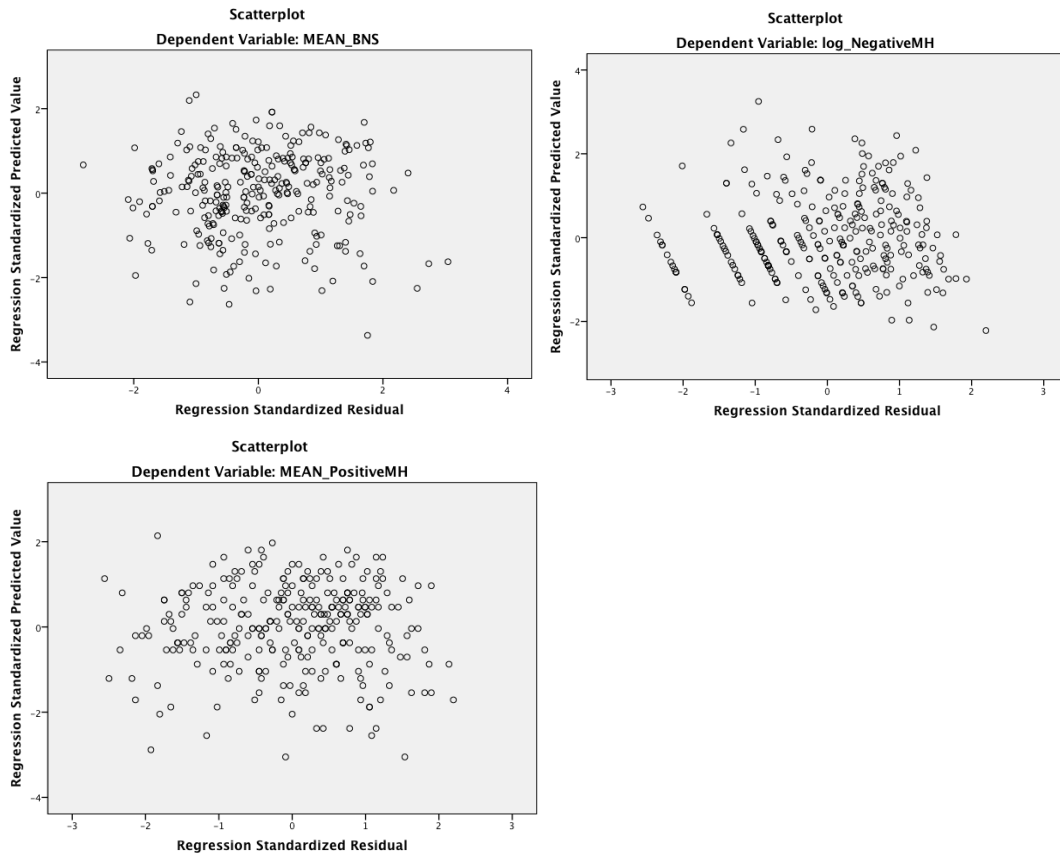 Scatterplot
Dependent Variable: MEAN_BNS
Regression Standardized Predicted Value
2
0
-2
-4
-2
0
2
4
Regression Standardized Residual
Scatterplot
Dependent Variable: log_NegativeMH
Regression Standardized Predicted Value
4
2
0
-2
-3
-2
-1
0
1
2
3
Regression Standardized Residual
Scatterplot
Dependent Variable: MEAN_PositiveMH
Regression Standardized Predicted Value
2
0
-2
-4
-3
-2
-1
0
1
2
3
Regression Standardized Residual